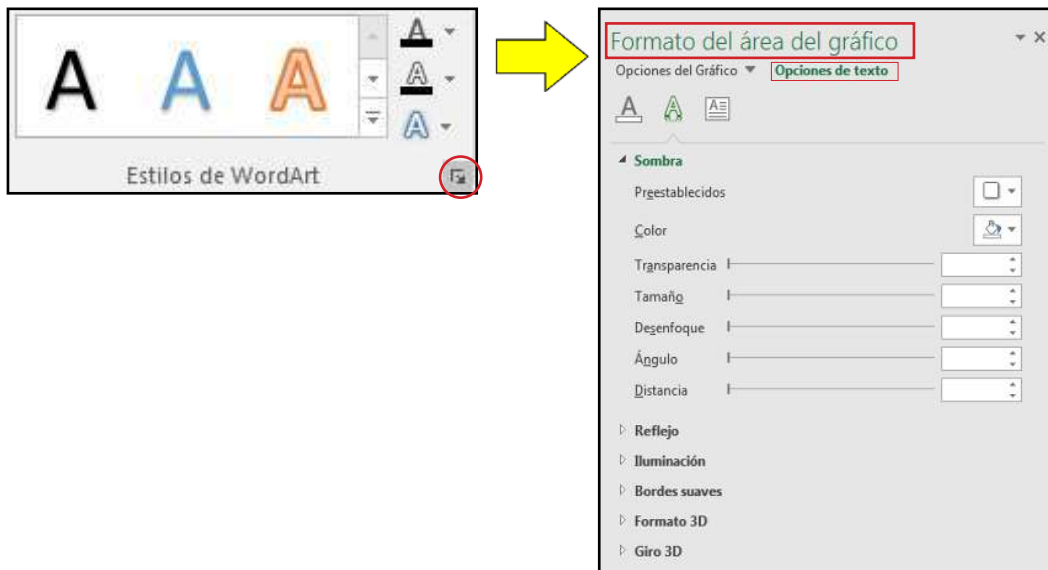 Estilos de WordArt
Formato del área del gráfico
Opciones del Gráfico Opciones de texto
Sombra
Preestablecidos
Color
Transparencia
Tamaño
Desenfoque
Ángulo
Distancia
Reflejo
Iluminación
Bordes suaves
Formato 3D
Giro 3D